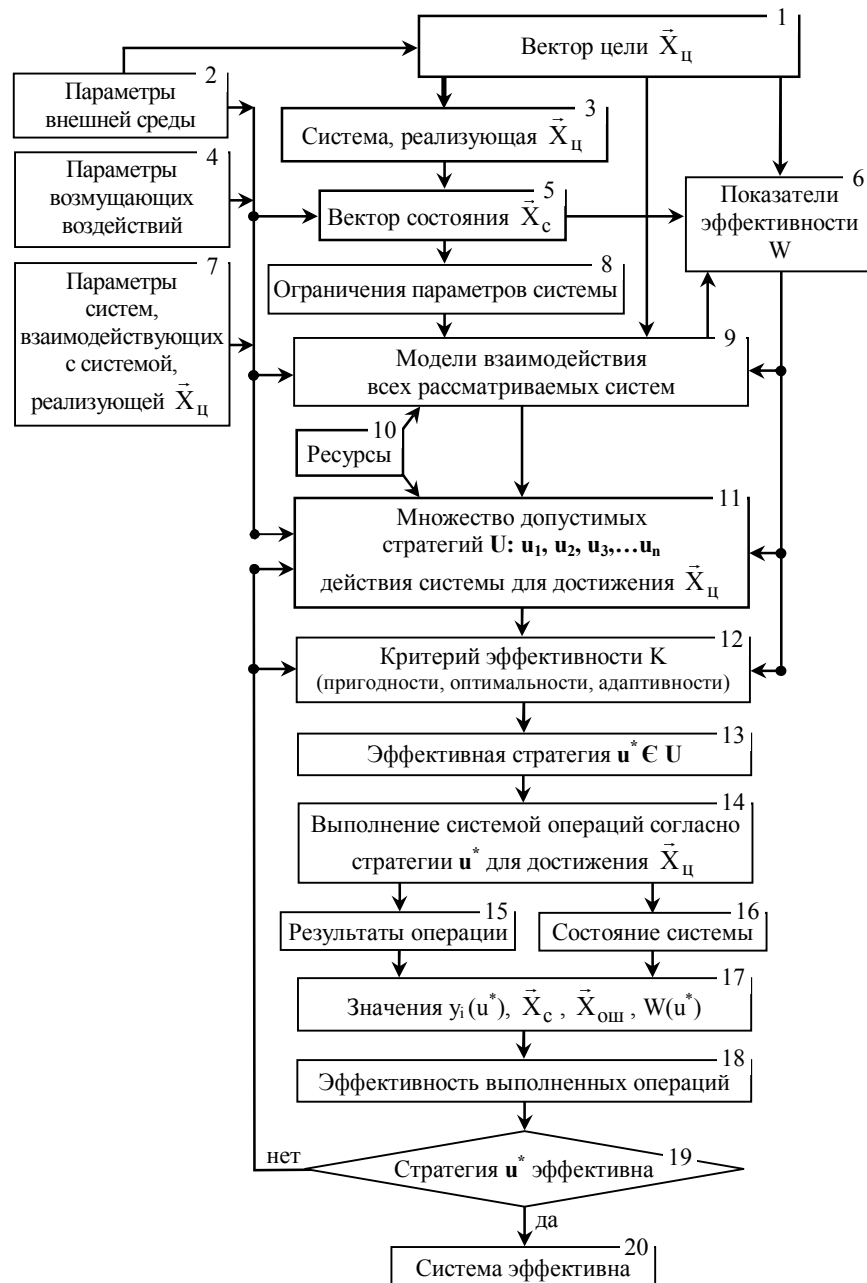 1
Вектор цели X⃗ц
2
Параметры
внешней среды
3
Система, реализующая X⃗ц
4
Параметры
возмущающих
воздействий
5
Вектор состояния X⃗с
6
Показатели
эффективности
W
7
Параметры
систем,
взаимодействующих
с системой,
реализующей X⃗ц
8
Ограничения параметров системы
9
Модели взаимодействия
всех рассматриваемых систем
10
Ресурсы
11
Множество допустимых
стратегий U: u₁, u₂, u₃,…uₙ
действия системы для достижения X⃗ц
12
Критерий эффективности K
(пригодности, оптимальности, адаптивности)
13
Эффективная стратегия u* Є U
14
Выполнение системой операций согласно
стратегии u* для достижения X⃗ц
15
Результаты операции
16
Состояние системы
17
Значения yᵢ(u*), X⃗с , X⃗ош , W(u*)
18
Эффективность выполненных операций
19
Стратегия u* эффективна
нет
да
20
Система эффективна